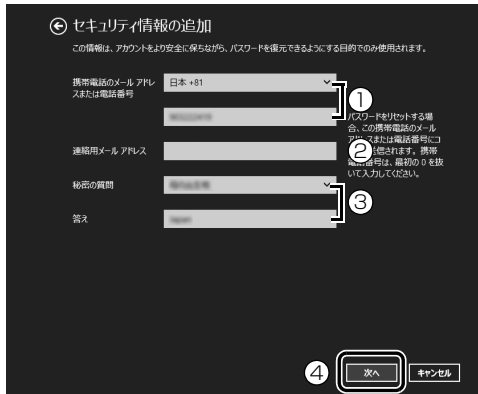 セキュリティ情報の追加
この情報は、アカウントをより安全に保ちながら、パスワードを復元できるようにする目的でのみ使用されます。
携帯電話のメール アドレ
スまたは電話番号
日本 +81
①
パスワードをリセットする場
合、この携帯電話のメール
アドレスまたは電話番号にコ
送信されます。携帯
電話番号は、最初の 0 を抜
いて入力してください。
連絡用メール アドレス
②
秘密の質問
③
答え
④
次へ
キャンセル